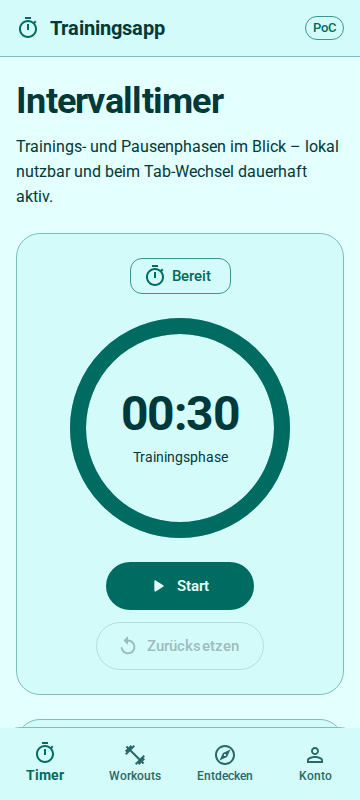 Trainingsapp
PoC
Intervalltimer
Trainings- und Pausenphasen im Blick – lokal
nutzbar und beim Tab-Wechsel dauerhaft
aktiv.
Bereit
00:30
Trainingsphase
Start
Zurücksetzen
Timer
Workouts
Entdecken
Konto